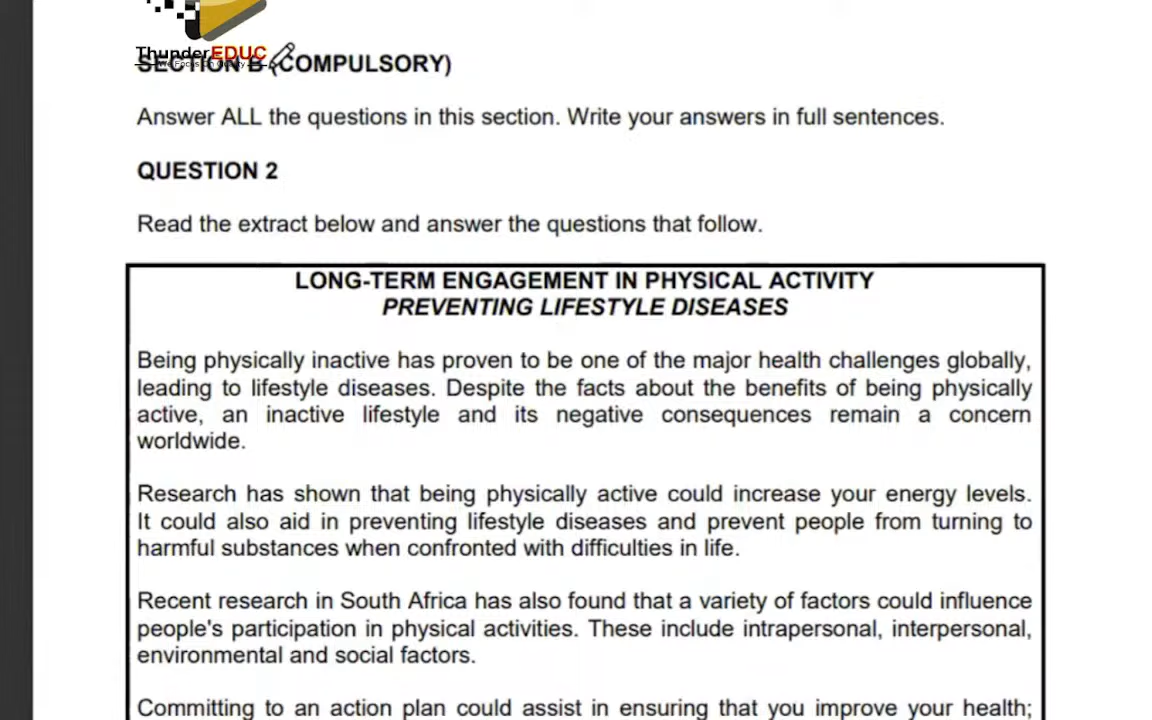 ThunderEDUC
We Focus On Quality
SECTION B (COMPULSORY)
Answer ALL the questions in this section. Write your answers in full sentences.
QUESTION 2
Read the extract below and answer the questions that follow.
LONG-TERM ENGAGEMENT IN PHYSICAL ACTIVITY
PREVENTING LIFESTYLE DISEASES
Being physically inactive has proven to be one of the major health challenges globally,
leading to lifestyle diseases. Despite the facts about the benefits of being physically
active, an inactive lifestyle and its negative consequences remain a concern
worldwide.
Research has shown that being physically active could increase your energy levels.
It could also aid in preventing lifestyle diseases and prevent people from turning to
harmful substances when confronted with difficulties in life.
Recent research in South Africa has also found that a variety of factors could influence
people's participation in physical activities. These include intrapersonal, interpersonal,
environmental and social factors.
Committing to an action plan could assist in ensuring that you improve your health;